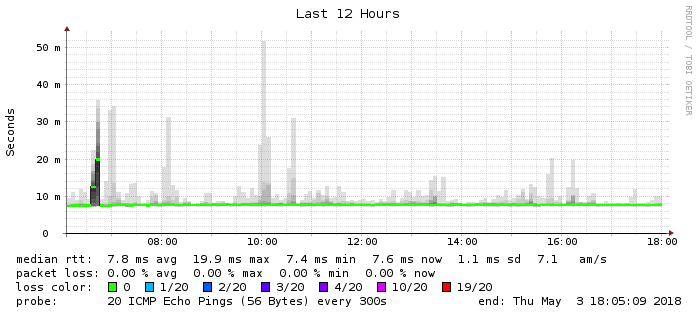 Last 12 Hours
RRDTOOL / TOBI OETIKER
Seconds
50 m
40 m
30 m
20 m
10 m
0
08:00 10:00 12:00 14:00 16:00 18:00
median rtt: 7.8 ms avg 19.9 ms max 7.4 ms min 7.6 ms now 1.1 ms sd 7.1 am/s
packet loss: 0.00 % avg 0.00 % max 0.00 % min 0.00 % now
loss color: 0 1/20 2/20 3/20 4/20 10/20 19/20
probe: 20 ICMP Echo Pings (56 Bytes) every 300s end: Thu May 3 18:05:09 2018